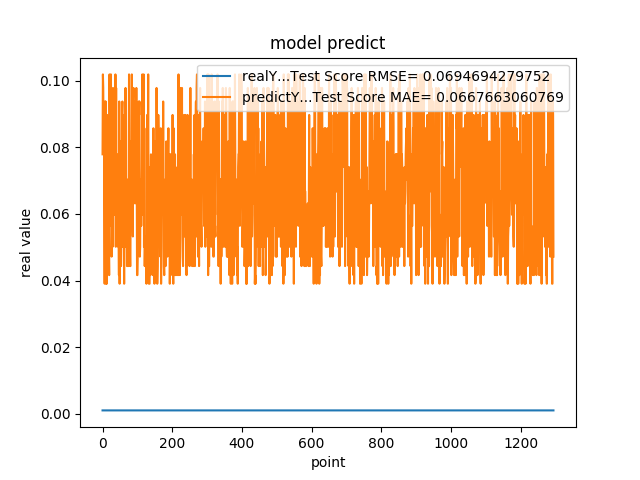 model predict
realY...Test Score RMSE= 0.0694694279752
predictY...Test Score MAE= 0.0667663060769
real value
0.10
0.08
0.06
0.04
0.02
0.00
0 200 400 600 800 1000 1200
point